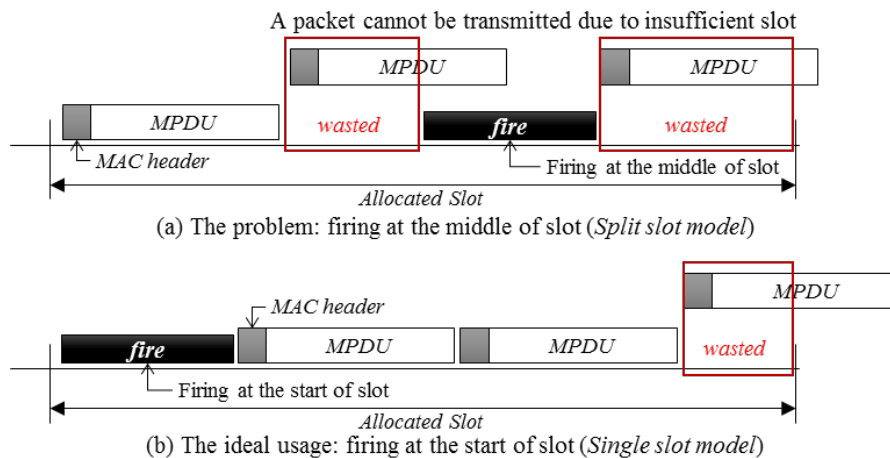 A packet cannot be transmitted due to insufficient slot
MPDU
MPDU
MPDU
wasted
fire
wasted
MAC header
Firing at the middle of slot
Allocated Slot
(a) The problem: firing at the middle of slot (Split slot model)
MPDU
MAC header
fire
MPDU
MPDU
wasted
Firing at the start of slot
Allocated Slot
(b) The ideal usage: firing at the start of slot (Single slot model)